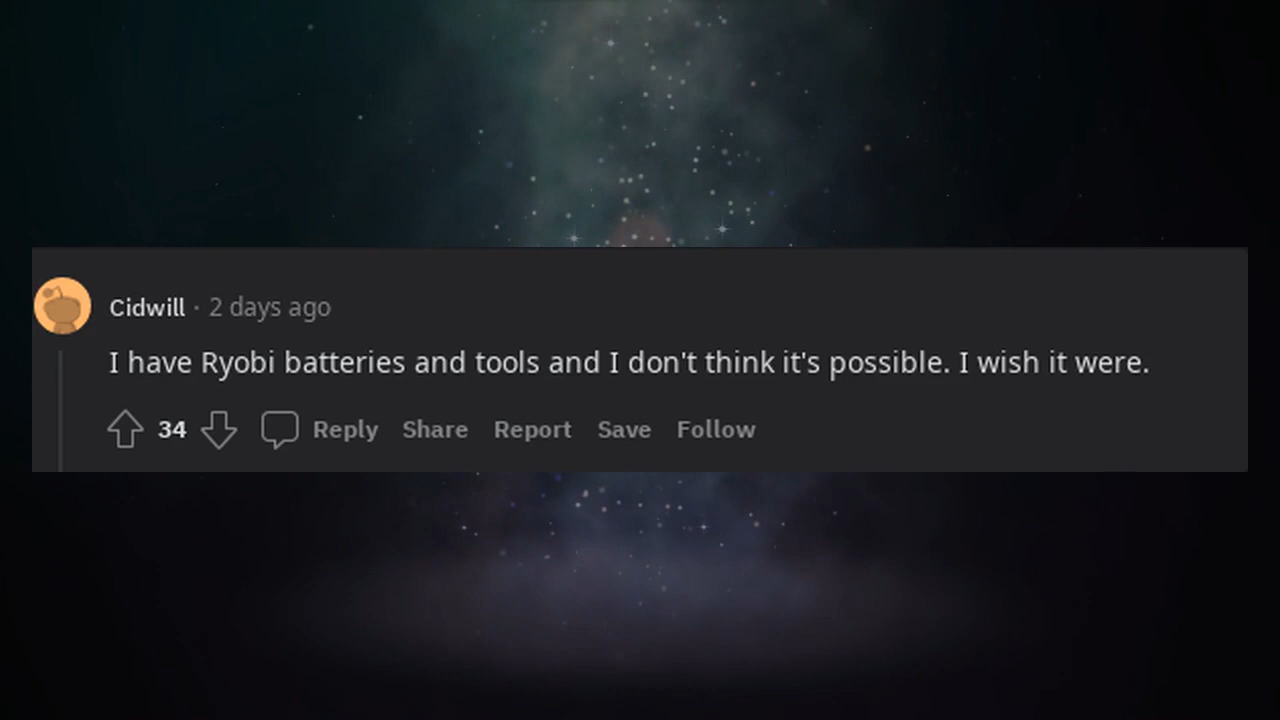 Cidwill · 2 days ago
I have Ryobi batteries and tools and I don't think it's possible. I wish it were.
34 Reply Share Report Save Follow